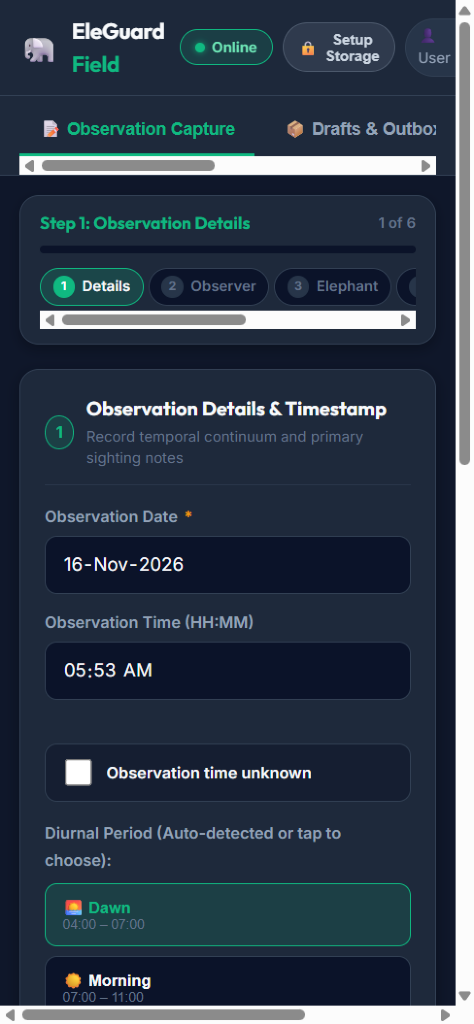 EleGuard
Field
Online
Setup
Storage
User
Observation Capture
Drafts & Outbox
Step 1: Observation Details
1 of 6
1 Details
2 Observer
3 Elephant
1
Observation Details & Timestamp
Record temporal continuum and primary
sighting notes
Observation Date *
16-Nov-2026
Observation Time (HH:MM)
05:53 AM
Observation time unknown
Diurnal Period (Auto-detected or tap to
choose):
Dawn
04:00 – 07:00
Morning
07:00 – 11:00